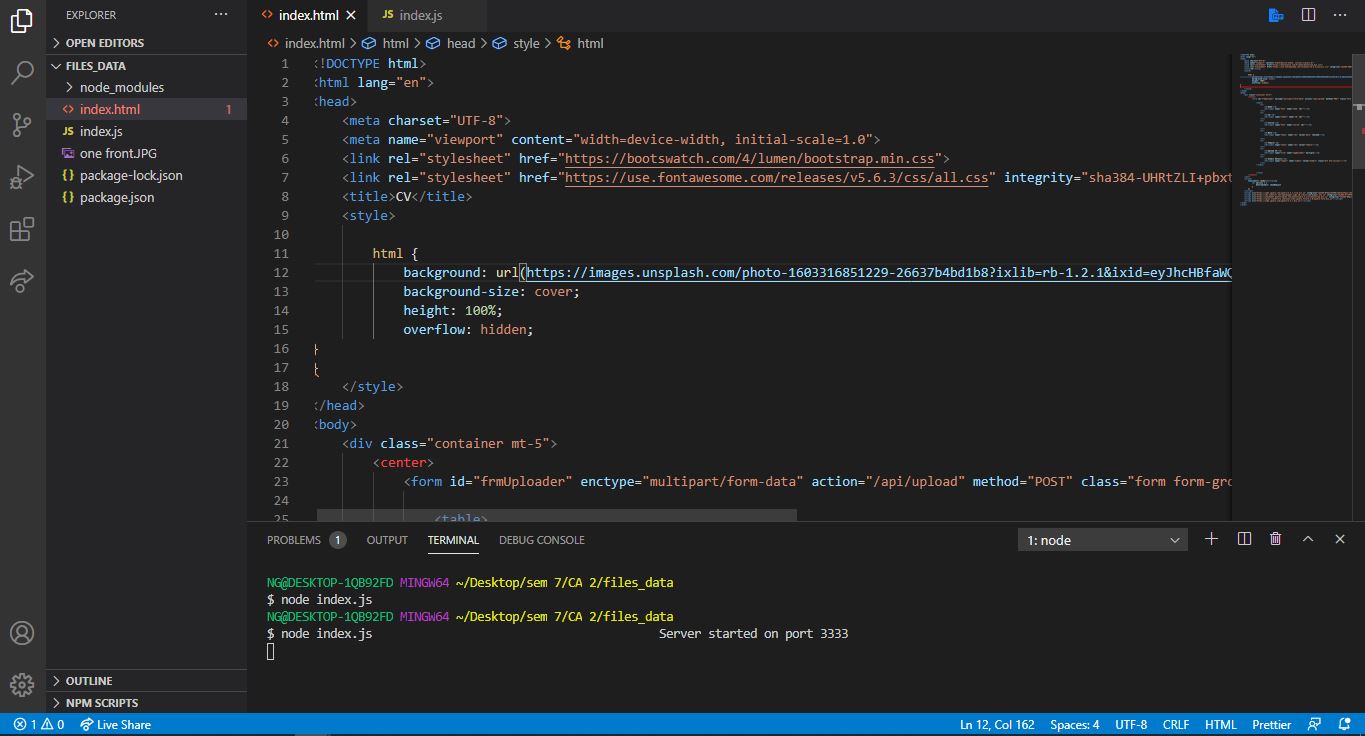 EXPLORER
index.html
JS index.js
OPEN EDITORS
index.html > html > head > style > html
FILES_DATA
node_modules
index.html 1
JS index.js
one front.JPG
{} package-lock.json
{} package.json
1 <!DOCTYPE html>
2 <html lang="en">
3 <head>
4 <meta charset="UTF-8">
5 <meta name="viewport" content="width=device-width, initial-scale=1.0">
6 <link rel="stylesheet" href="https://bootswatch.com/4/lumen/bootstrap.min.css">
7 <link rel="stylesheet" href="https://use.fontawesome.com/releases/v5.6.3/css/all.css" integrity="sha384-UHRtZLI+pbxt
8 <title>CV</title>
9 <style>
10
11 html {
12 background: url(https://images.unsplash.com/photo-1603316851229-26637b4bd1b8?ixlib=rb-1.2.1&ixid=eyJhcHBfaWQ
13 background-size: cover;
14 height: 100%;
15 overflow: hidden;
16 }
17 {
18 </style>
19 </head>
20 <body>
21 <div class="container mt-5">
22 <center>
23 <form id="frmUploader" enctype="multipart/form-data" action="/api/upload" method="POST" class="form form-gro
24
25 <table>
PROBLEMS 1 OUTPUT TERMINAL DEBUG CONSOLE 1: node
NG@DESKTOP-1QB92FD MINGW64 ~/Desktop/sem 7/CA 2/files_data
$ node index.js
NG@DESKTOP-1QB92FD MINGW64 ~/Desktop/sem 7/CA 2/files_data
$ node index.js Server started on port 3333
OUTLINE
NPM SCRIPTS
1 0 Live Share Ln 12, Col 162 Spaces: 4 UTF-8 CRLF HTML Prettier